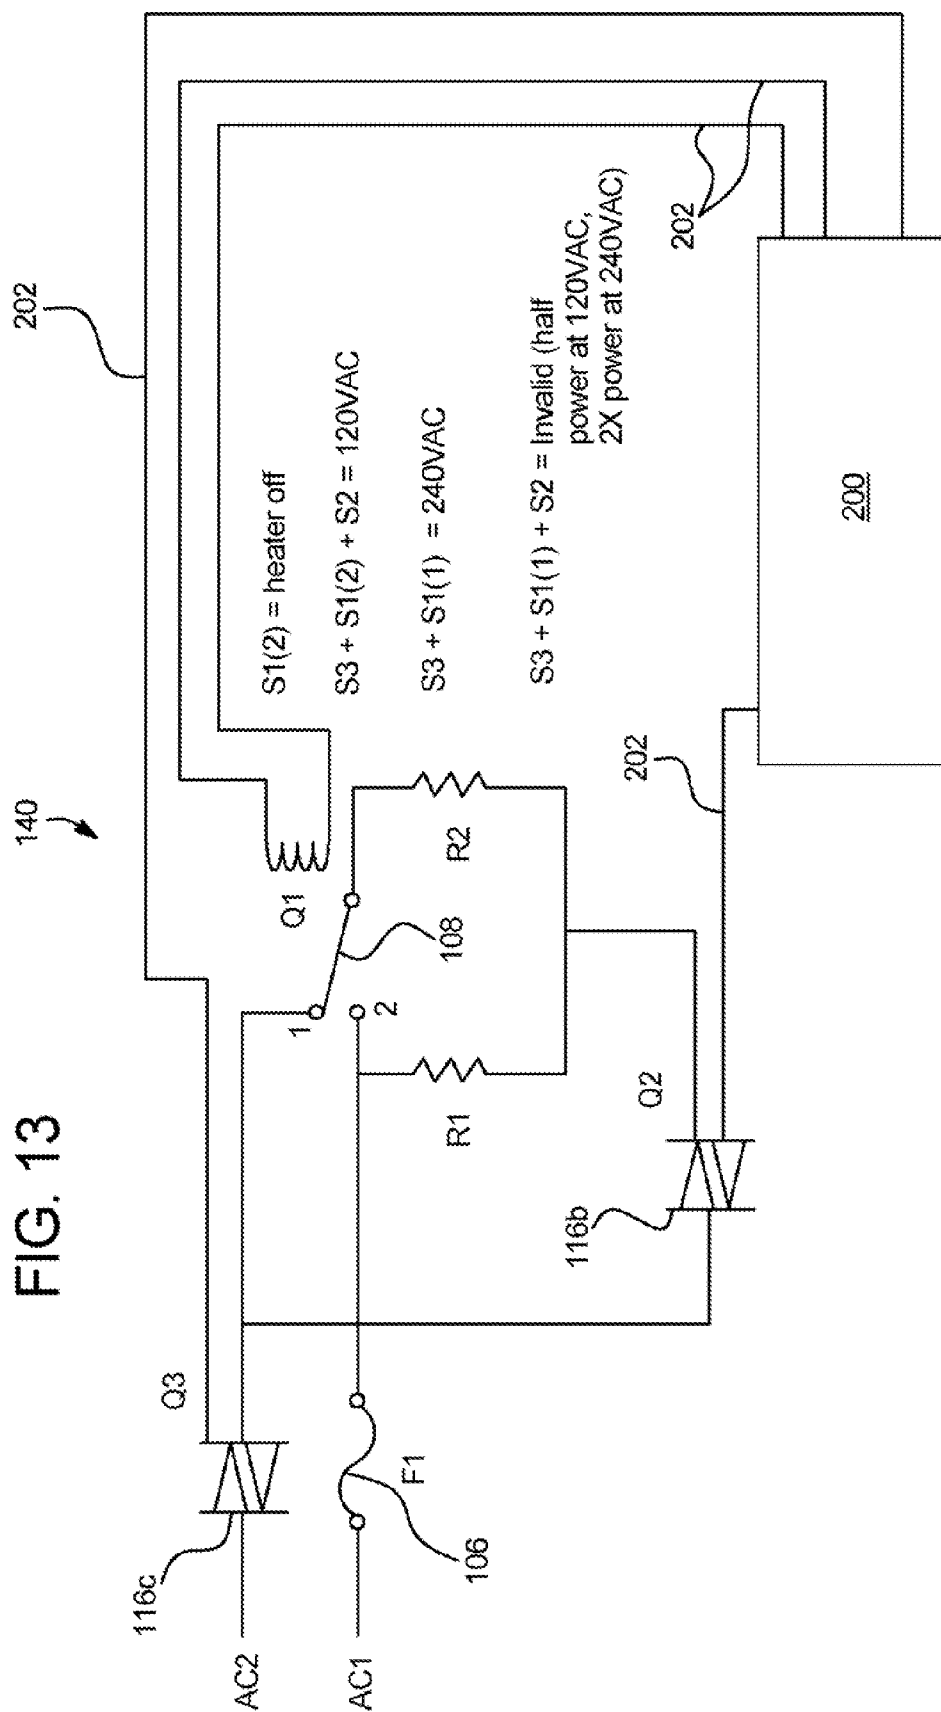 FIG. 13
140
202
S1(2) = heater off
S3 + S1(2) + S2 = 120VAC
S3 + S1(1) = 240VAC
S3 + S1(1) + S2 = Invalid (half
power at 120VAC,
2X power at 240VAC)
202
200
202
Q1
108
R2
1
2
R1
Q2
116b
Q3
116c
F1
106
AC2
AC1